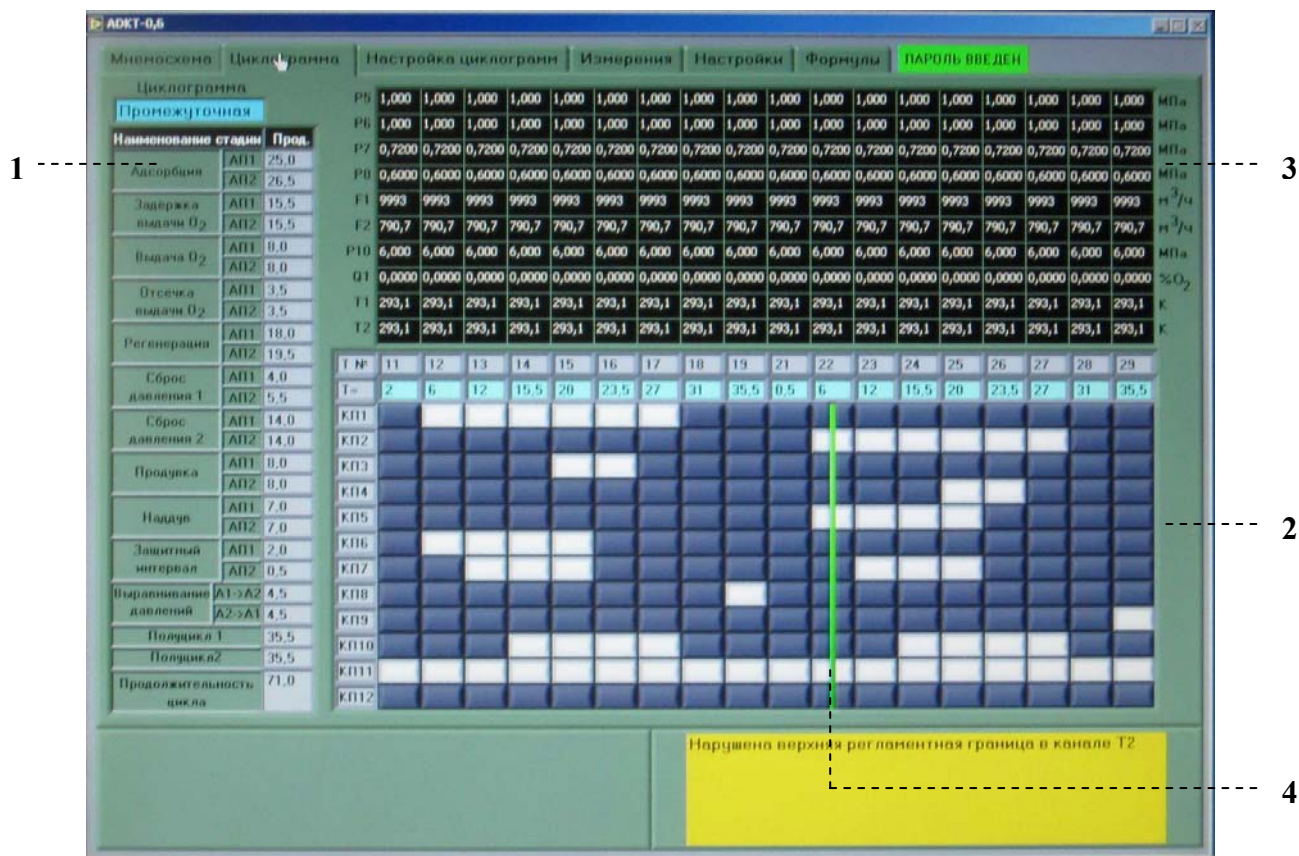 АДКТ-0,6
Мнемосхема Циклограмма Настройка циклограмм Измерения Настройки Формулы ПАРОЛЬ ВВЕДЕН
Циклограмма
Промежуточная
Наименование стадии Прод.
Адсорбция АП1 25,0
АП2 26,5
Задержка выдачи O2 АП1 15,5
АП2 15,5
Выдача O2 АП1 8,0
АП2 8,0
Отсечка выдачи O2 АП1 3,5
АП2 3,5
Регенерация АП1 18,0
АП2 19,5
Сброс давления 1 АП1 4,0
АП2 5,5
Сброс давления 2 АП1 14,0
АП2 14,0
Продувка АП1 8,0
АП2 8,0
Наддув АП1 7,0
АП2 7,0
Защитный интервал АП1 2,0
АП2 0,5
Выравнивание давлений А1->А2 4,5
А2->А1 4,5
Полуцикл 1 35,5
Полуцикл2 35,5
Продолжительность цикла 71,0
P5 1,000 1,000 1,000 1,000 1,000 1,000 1,000 1,000 1,000 1,000 1,000 1,000 1,000 1,000 1,000 1,000 1,000 1,000 МПа
P6 1,000 1,000 1,000 1,000 1,000 1,000 1,000 1,000 1,000 1,000 1,000 1,000 1,000 1,000 1,000 1,000 1,000 1,000 МПа
P7 0,7200 0,7200 0,7200 0,7200 0,7200 0,7200 0,7200 0,7200 0,7200 0,7200 0,7200 0,7200 0,7200 0,7200 0,7200 0,7200 0,7200 0,7200 МПа
P8 0,6000 0,6000 0,6000 0,6000 0,6000 0,6000 0,6000 0,6000 0,6000 0,6000 0,6000 0,6000 0,6000 0,6000 0,6000 0,6000 0,6000 0,6000 МПа
F1 9993 9993 9993 9993 9993 9993 9993 9993 9993 9993 9993 9993 9993 9993 9993 9993 9993 9993 м3/ч
F2 790,7 790,7 790,7 790,7 790,7 790,7 790,7 790,7 790,7 790,7 790,7 790,7 790,7 790,7 790,7 790,7 790,7 790,7 м3/ч
P10 6,000 6,000 6,000 6,000 6,000 6,000 6,000 6,000 6,000 6,000 6,000 6,000 6,000 6,000 6,000 6,000 6,000 6,000 МПа
Q1 0,0000 0,0000 0,0000 0,0000 0,0000 0,0000 0,0000 0,0000 0,0000 0,0000 0,0000 0,0000 0,0000 0,0000 0,0000 0,0000 0,0000 0,0000 %O2
T1 293,1 293,1 293,1 293,1 293,1 293,1 293,1 293,1 293,1 293,1 293,1 293,1 293,1 293,1 293,1 293,1 293,1 293,1 К
T2 293,1 293,1 293,1 293,1 293,1 293,1 293,1 293,1 293,1 293,1 293,1 293,1 293,1 293,1 293,1 293,1 293,1 293,1 К
T № 11 12 13 14 15 16 17 18 19 21 22 23 24 25 26 27 28 29
T= 2 6 12 15,5 20 23,5 27 31 35,5 0,5 6 12 15,5 20 23,5 27 31 35,5
КП1
КП2
КП3
КП4
КП5
КП6
КП7
КП8
КП9
КП10
КП11
КП12
Нарушена верхняя регламентная граница в канале T2
1
3
2
4